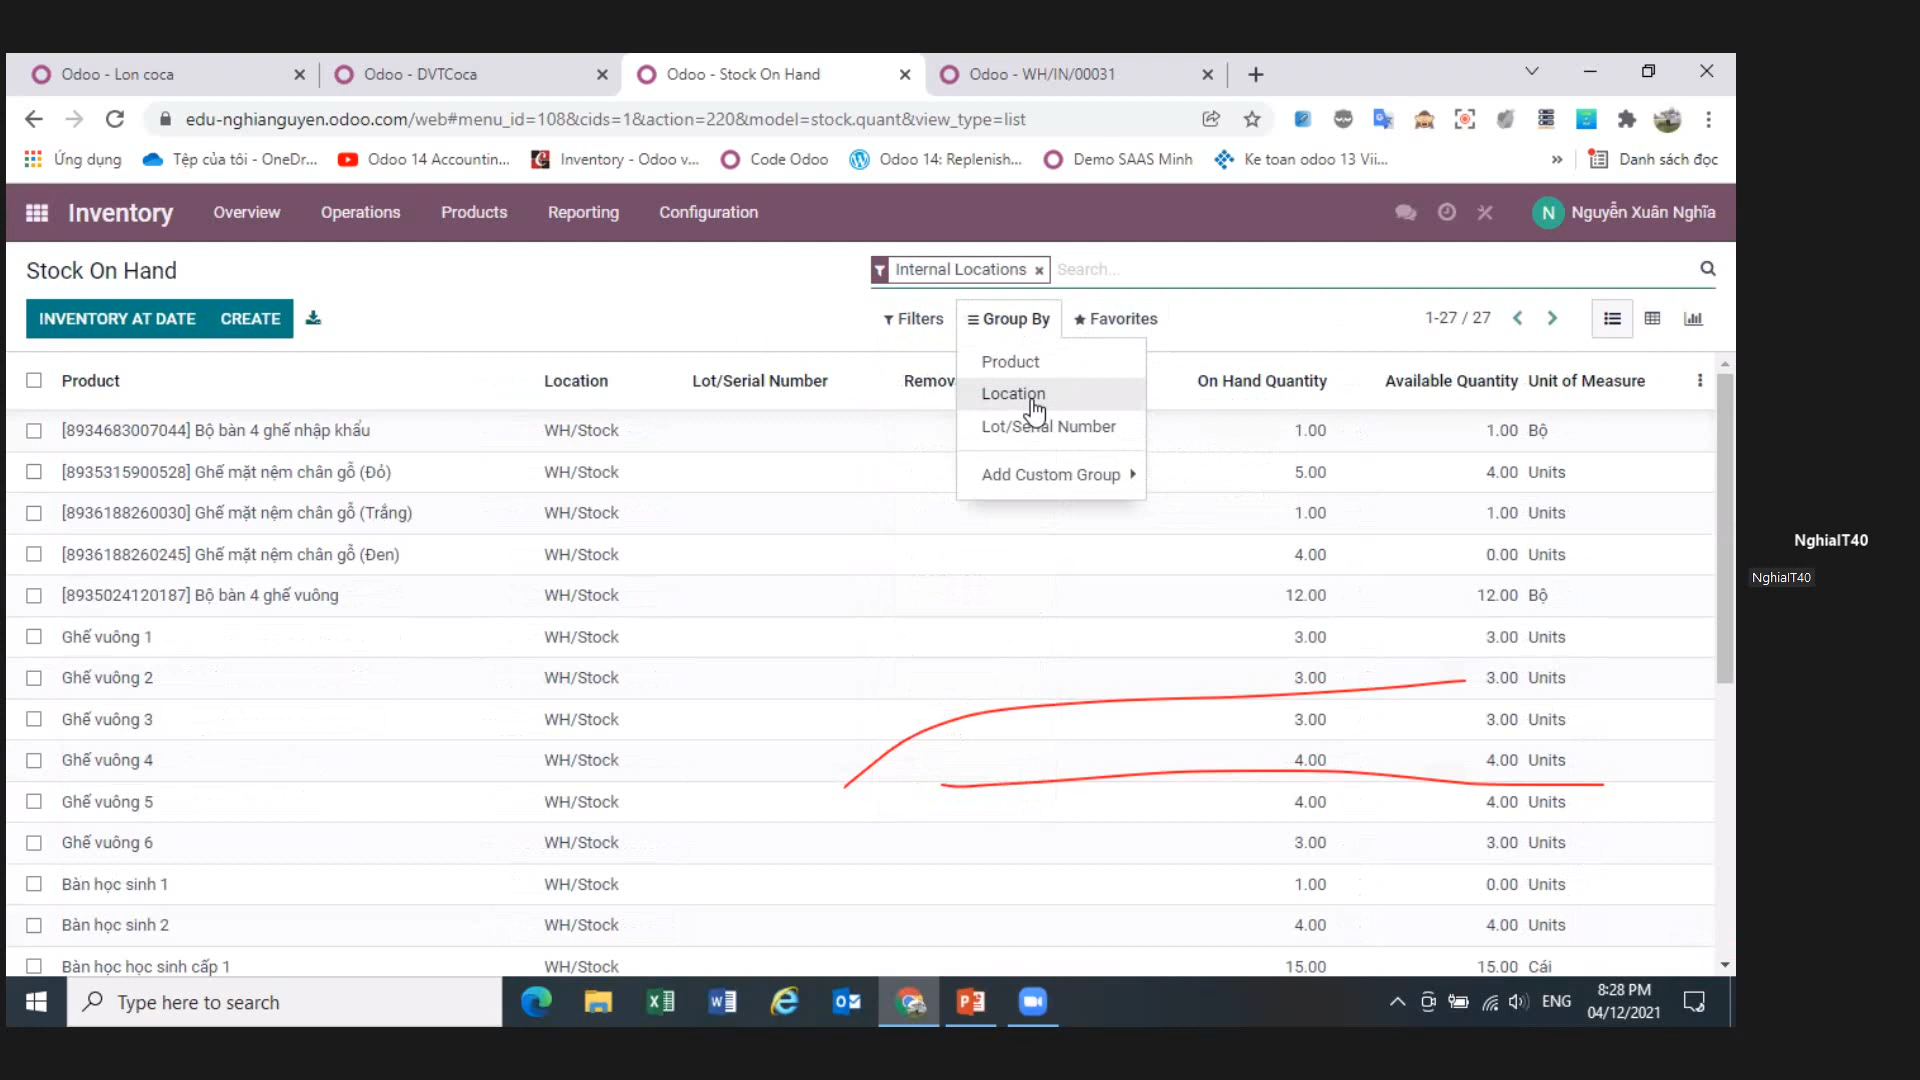 Odoo - Lon coca
Odoo - DVTCoca
Odoo - Stock On Hand
Odoo - WH/IN/00031
edu-nghianguyen.odoo.com/web#menu_id=108&cids=1&action=220&model=stock.quant&view_type=list
Ứng dụng
Tệp của tôi - OneDr...
Odoo 14 Accountin...
Inventory - Odoo v...
Code Odoo
Odoo 14: Replenish...
Demo SAAS Minh
Ke toan odoo 13 Vii...
»
Danh sách đọc
Inventory Overview Operations Products Reporting Configuration
N Nguyễn Xuân Nghĩa
Stock On Hand
Internal Locations × Search...
INVENTORY AT DATE CREATE
Filters Group By Favorites
1-27 / 27
Product
Location
Lot/Serial Number
Add Custom Group
Product Location Lot/Serial Number Remov On Hand Quantity Available Quantity Unit of Measure
[8934683007044] Bộ bàn 4 ghế nhập khẩu WH/Stock 1.00 1.00 Bộ
[8935315900528] Ghế mặt nệm chân gỗ (Đỏ) WH/Stock 5.00 4.00 Units
[8936188260030] Ghế mặt nệm chân gỗ (Trắng) WH/Stock 1.00 1.00 Units
[8936188260245] Ghế mặt nệm chân gỗ (Đen) WH/Stock 4.00 0.00 Units
[8935024120187] Bộ bàn 4 ghế vuông WH/Stock 12.00 12.00 Bộ
Ghế vuông 1 WH/Stock 3.00 3.00 Units
Ghế vuông 2 WH/Stock 3.00 3.00 Units
Ghế vuông 3 WH/Stock 3.00 3.00 Units
Ghế vuông 4 WH/Stock 4.00 4.00 Units
Ghế vuông 5 WH/Stock 4.00 4.00 Units
Ghế vuông 6 WH/Stock 3.00 3.00 Units
Bàn học sinh 1 WH/Stock 1.00 0.00 Units
Bàn học sinh 2 WH/Stock 4.00 4.00 Units
Bàn học học sinh cấp 1 WH/Stock 15.00 15.00 Cái
NghiaIT40
NghiaIT40
Type here to search
ENG
8:28 PM
04/12/2021